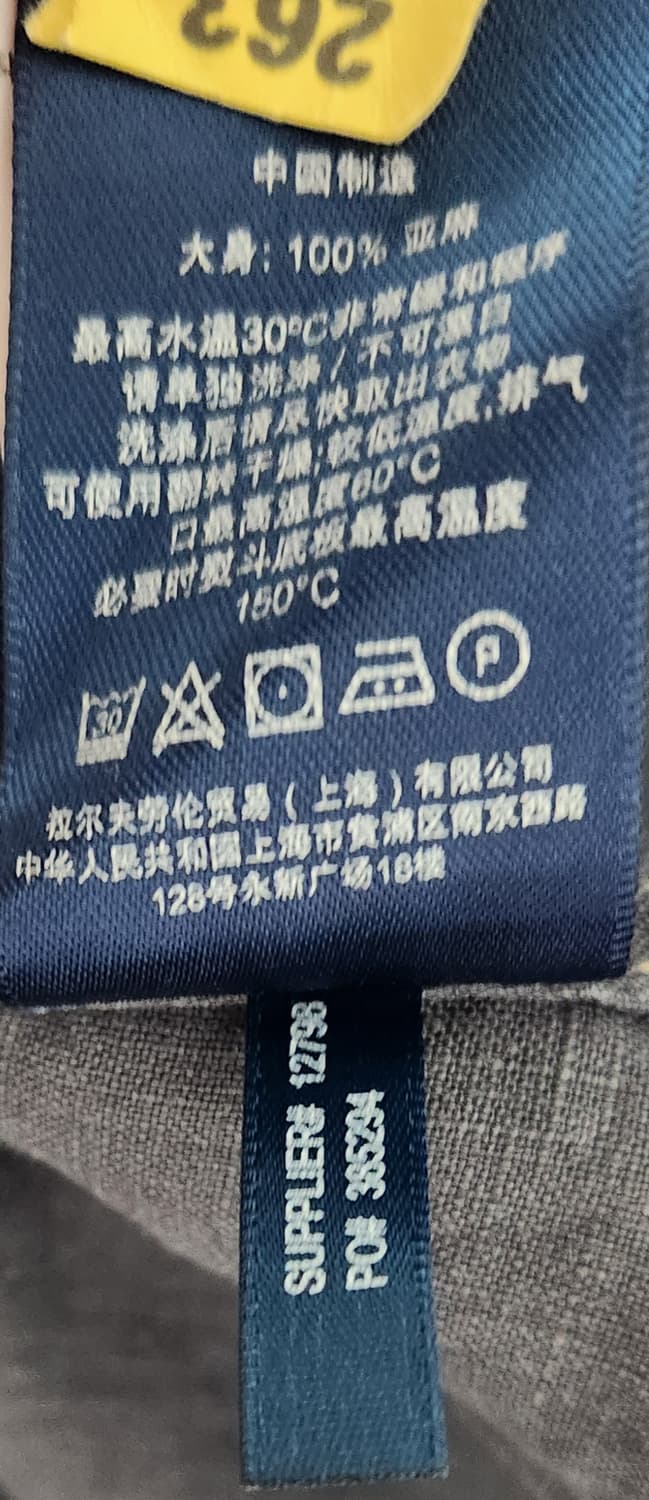 262
中国制造
大身: 100% 亚麻
最高水温30°C非常缓和程序
请单独洗涤 / 不可漂白
洗涤后请尽快取出衣物
可使用翻转干燥;较低温度,排气
口最高温度60°C
必要时熨斗底板最高温度
150°C
30
P
拉尔夫劳伦贸易 ( 上海 ) 有限公司
中华人民共和国上海市黄浦区南京西路
128号永新广场18楼
SUPPLIER# 12798
PO# 385294